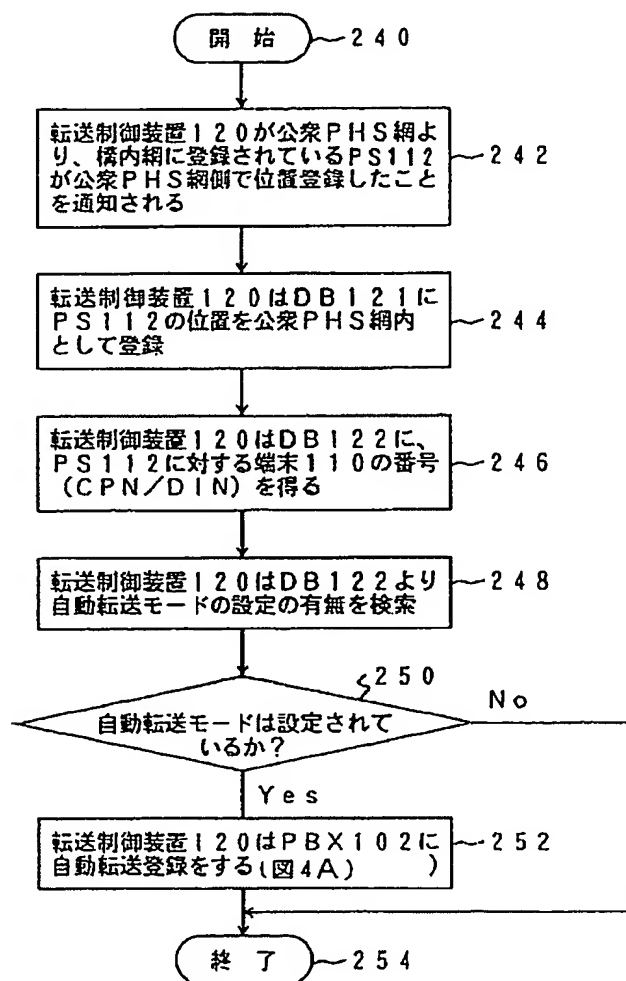 開 始 240
転送制御装置120が公衆PHS網よ
り、構内網に登録されているPS112
が公衆PHS網側で位置登録したこと
を通知される
242
転送制御装置120はDB121に
PS112の位置を公衆PHS網内
として登録
244
転送制御装置120はDB122に、
PS112に対する端末110の番号
(CPN/DIN)を得る
246
転送制御装置120はDB122より
自動転送モードの設定の有無を検索
248
250
自動転送モードは設定されて
いるか?
No
Yes
転送制御装置120はPBX102に
自動転送登録をする(図4A) )
252
終 了 254